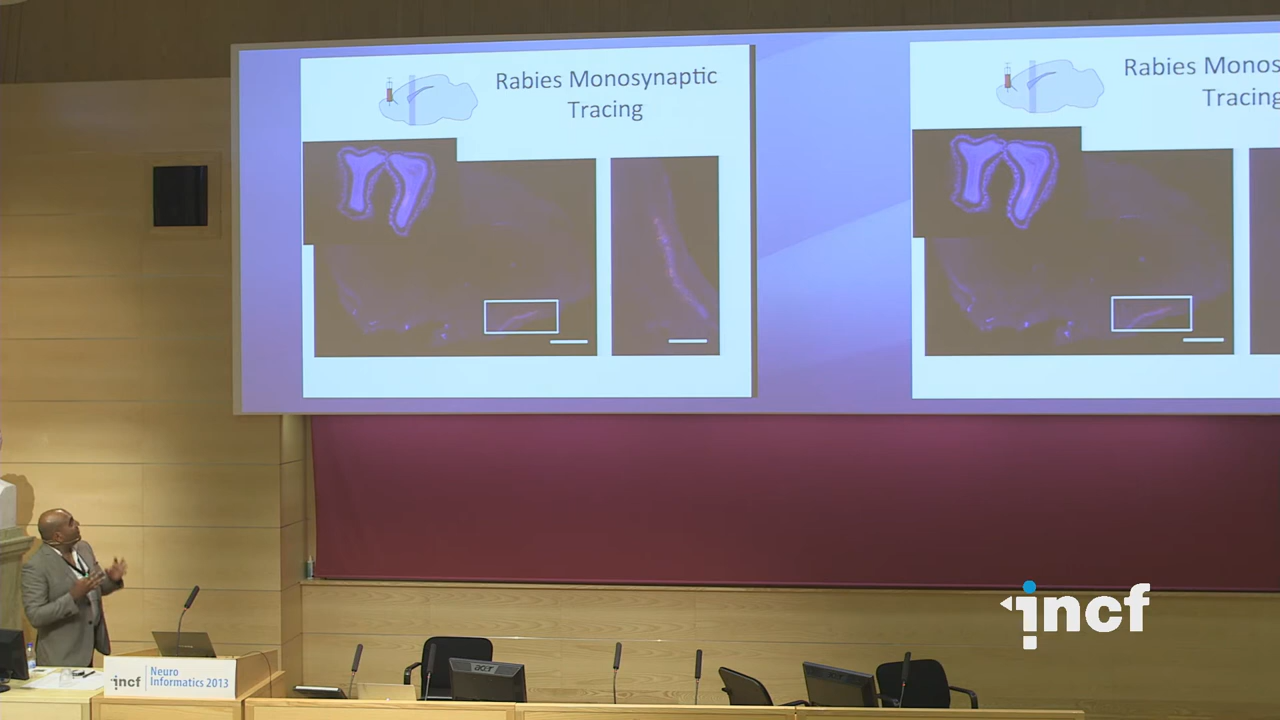 Rabies Monosynaptic
Tracing
Rabies Monos
Tracing
incf
incf
Neuro
Informatics 2013
acer